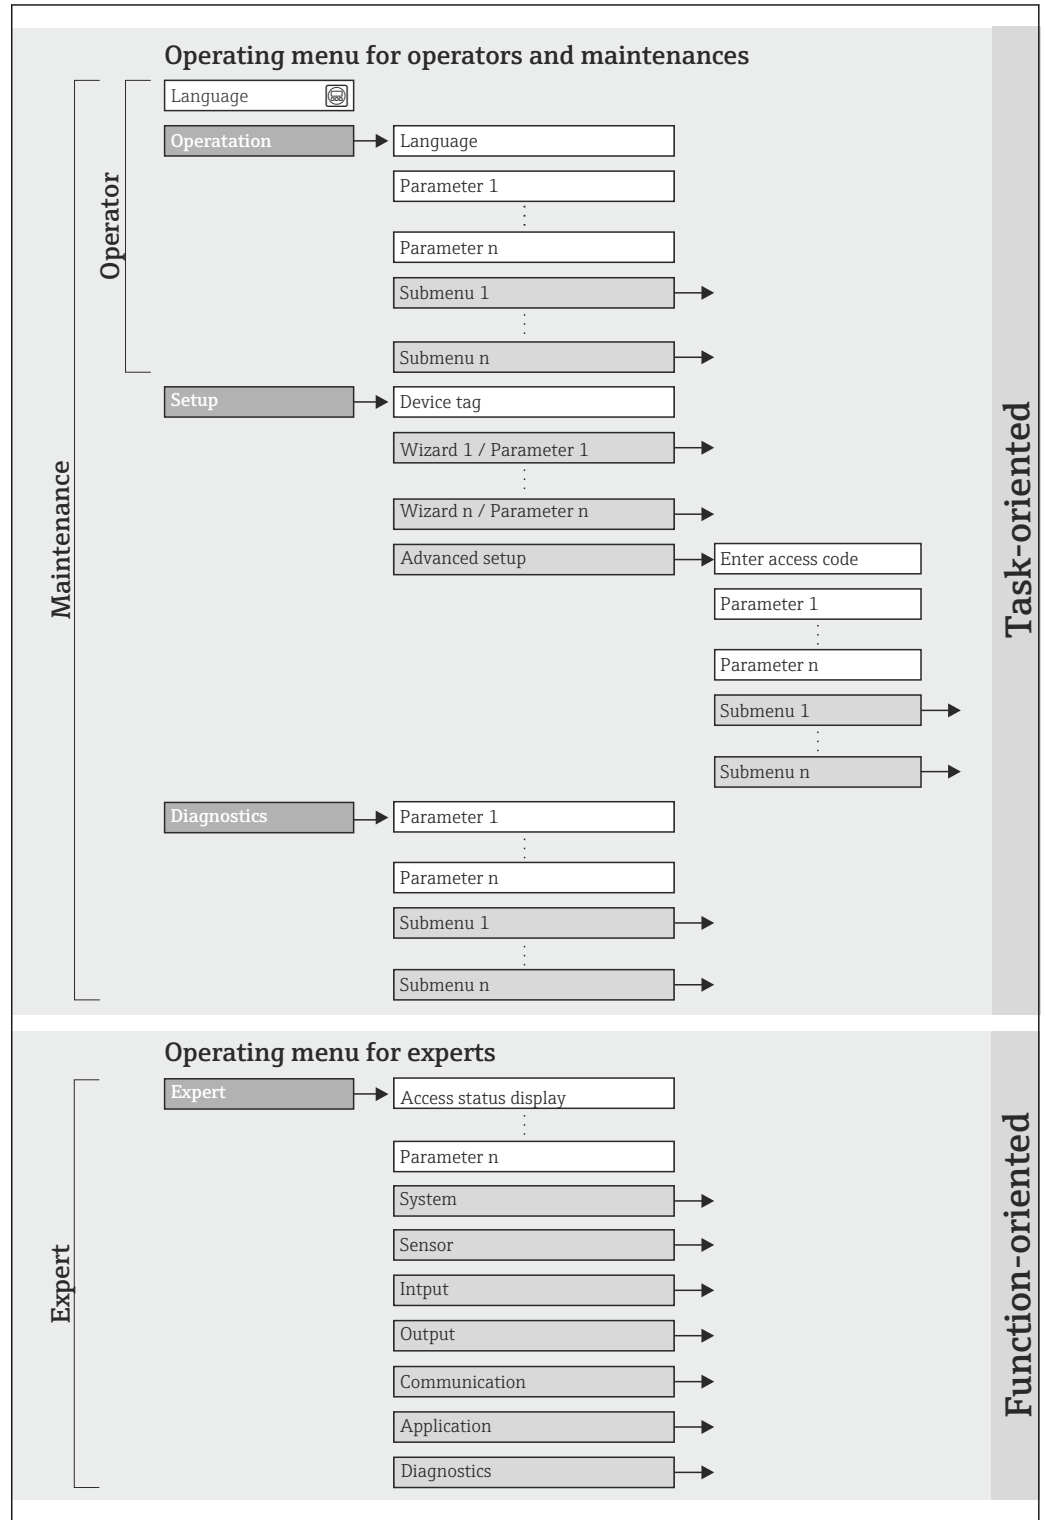 Operating menu for operators and maintenances
Language
Operatation
Language
Parameter 1
Parameter n
Submenu 1
Submenu n
Operator
Setup
Device tag
Wizard 1 / Parameter 1
Wizard n / Parameter n
Advanced setup
Enter access code
Parameter 1
Parameter n
Submenu 1
Submenu n
Maintenance
Task-oriented
Diagnostics
Parameter 1
Parameter n
Submenu 1
Submenu n
Operating menu for experts
Expert
Access status display
Parameter n
System
Sensor
Intput
Output
Communication
Application
Diagnostics
Expert
Function-oriented